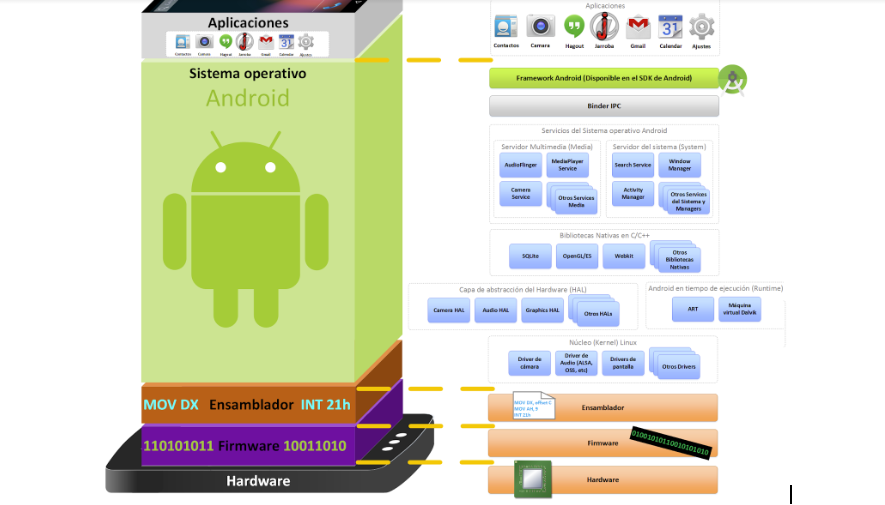 Aplicaciones
Contactos Camara Hagout Jarroba Gmail Calendar Ajustes
Sistema operativo
Android
MOV DX Ensamblador INT 21h
110101011 Firmware 10011010
Hardware
Aplicaciones
31
Contactos Camara Hagout Jarroba Gmail Calendar Ajustes
Framework Android (Disponible en el SDK de Android)
Binder IPC
Servicios del Sistema operativo Android
Servidor Multimedia (Media)
AudioFlinger
MediaPlayer
Service
Camera
Service
Otros Services
Media
Servidor del sistema (System)
Search Service
Window
Manager
Activity
Manager
Otros Services
del Sistema y
Managers
Bibliotecas Nativas en C/C++
SQLite
OpenGL/ES
WebKit
Otros
Bibliotecas
Nativas
Capa de abstracción del Hardware (HAL)
Camera HAL
Audio HAL
Graphics HAL
Otros HALs
Android en tiempo de ejecución (Runtime)
ART
Máquina
virtual Dalvik
Núcleo (Kernel) Linux
Driver de
cámara
Driver de
Audio (ALSA,
OSS, etc)
Drivers de
pantalla
Otros Drivers
MOV DX, offset C
MOV AH, 9
INT 21h
Ensamblador
Firmware
Hardware